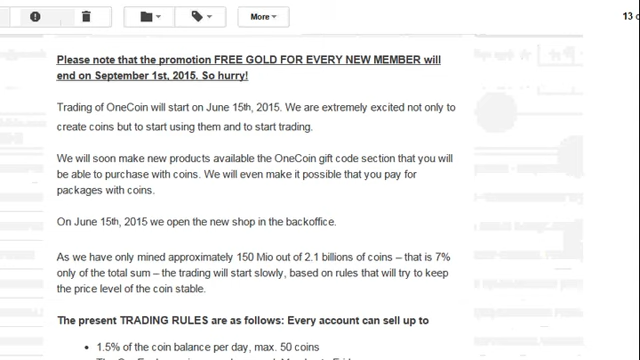 More
13
Please note that the promotion FREE GOLD FOR EVERY NEW MEMBER will
end on September 1st, 2015. So hurry!
Trading of OneCoin will start on June 15th, 2015. We are extremely excited not only to
create coins but to start using them and to start trading.
We will soon make new products available the OneCoin gift code section that you will
be able to purchase with coins. We will even make it possible that you pay for
packages with coins.
On June 15th, 2015 we open the new shop in the backoffice.
As we have only mined approximately 150 Mio out of 2.1 billions of coins – that is 7%
only of the total sum – the trading will start slowly, based on rules that will try to keep
the price level of the coin stable.
The present TRADING RULES are as follows: Every account can sell up to
• 1.5% of the coin balance per day, max. 50 coins